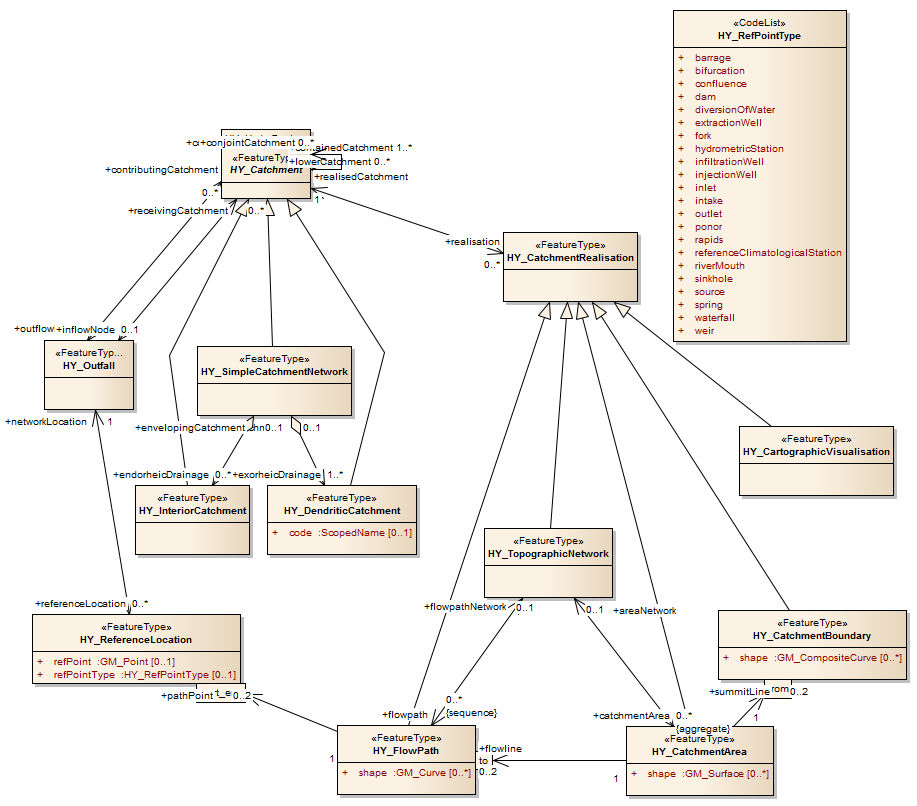 «CodeList»
HY_RefPointType
+ barrage
+ bifurcation
+ confluence
+ dam
+ diversionOfWater
+ extractionWell
+ fork
+ hydrometricStation
+ infiltrationWell
+ injectionWell
+ inlet
+ intake
+ outlet
+ ponor
+ rapids
+ referenceClimatologicalStation
+ riverMouth
+ sinkhole
+ source
+ spring
+ waterfall
+ weir
+conjointCatchment 0..*
1..*
HY_Catchment
+lowerCatchment 0..*
+contributingCatchment
+realisedCatchment
0..*
1
+receivingCatchment
0..*
+realisation
0..*
«FeatureType»
HY_CatchmentRealisation
+outflow
+inflowNode 0..1
«FeatureTyp...
HY_Outfall
«FeatureType»
HY_SimpleCatchmentNetwork
+networkLocation 1
+envelopingCatchment
0..1
0..1
+endorheicDrainage 0..*
+exorheicDrainage 1..*
«FeatureType»
HY_InteriorCatchment
«FeatureType»
HY_DendriticCatchment
+ code :ScopedName [0..1]
«FeatureType»
HY_CartographicVisualisation
«FeatureType»
HY_TopographicNetwork
+flowpathNetwork 0..1
0..1
+areaNetwork
+referenceLocation 0..*
«FeatureType»
HY_ReferenceLocation
+ refPoint :GM_Point [0..1]
+ refPointType :HY_RefPointType [0..1]
+pathPoint
0..2
«FeatureType»
HY_CatchmentBoundary
+ shape :GM_CompositeCurve [0..*]
+summitLine
0..2
1
0..*
+flowpath
{sequence}
+catchmentArea 0..*
{aggregate}
1
«FeatureType»
HY_FlowPath
+ shape :GM_Curve [0..*]
+flowline
to
0..2
1
«FeatureType»
HY_CatchmentArea
+ shape :GM_Surface [0..*]